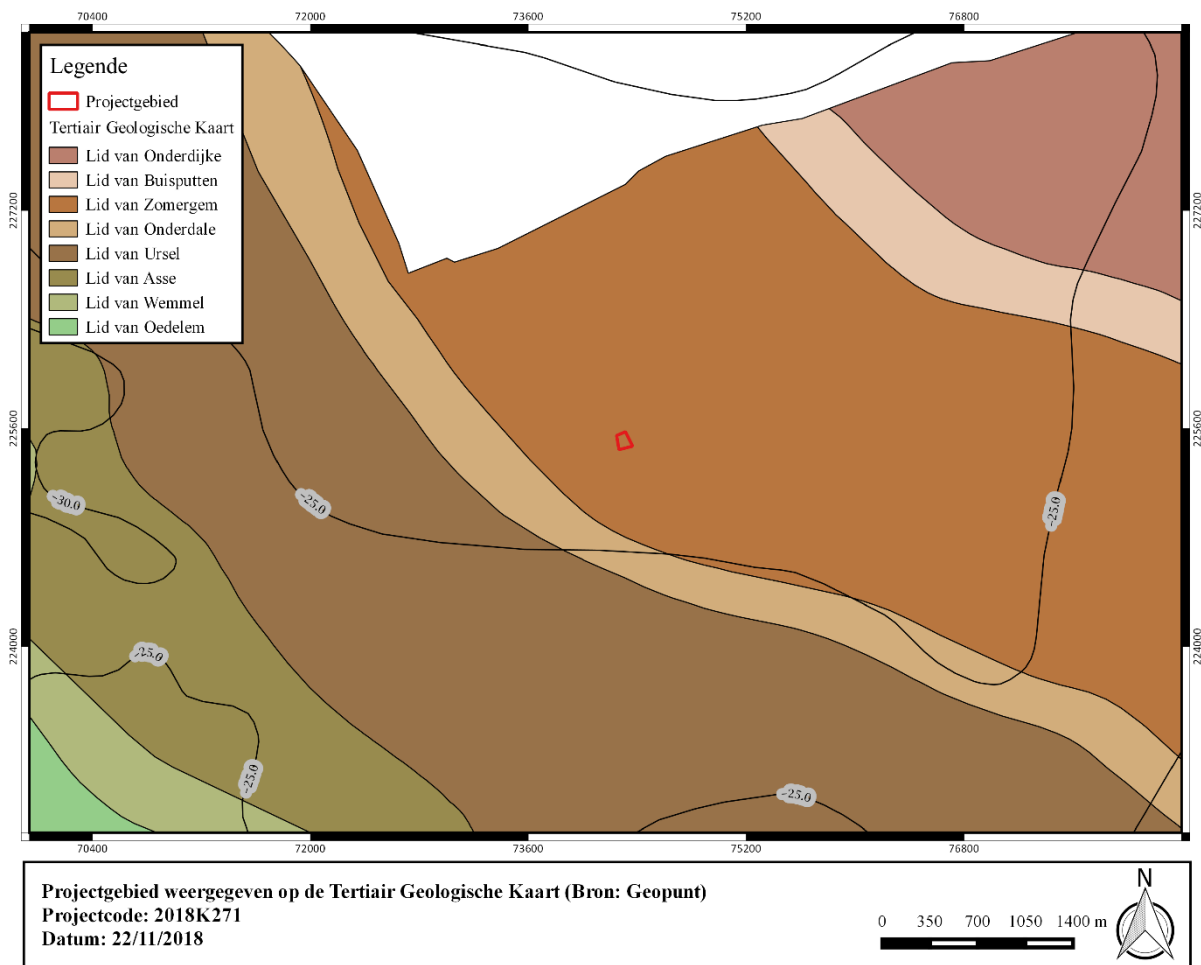 70400 72000 73600 75200 76800
Legende
Projectgebied
Tertiair Geologische Kaart
Lid van Onderdijke
Lid van Buisputten
Lid van Zomergem
Lid van Onderdale
Lid van Ursel
Lid van Asse
Lid van Wemmel
Lid van Oedelem
227200 227200
225600 225600
-30.0 -25.0 -25.0
224000 224000
-25.0
-25.0 -25.0
70400 72000 73600 75200 76800
Projectgebied weergegeven op de Tertiair Geologische Kaart (Bron: Geopunt)
Projectcode: 2018K271
Datum: 22/11/2018
0 350 700 1050 1400 m
N